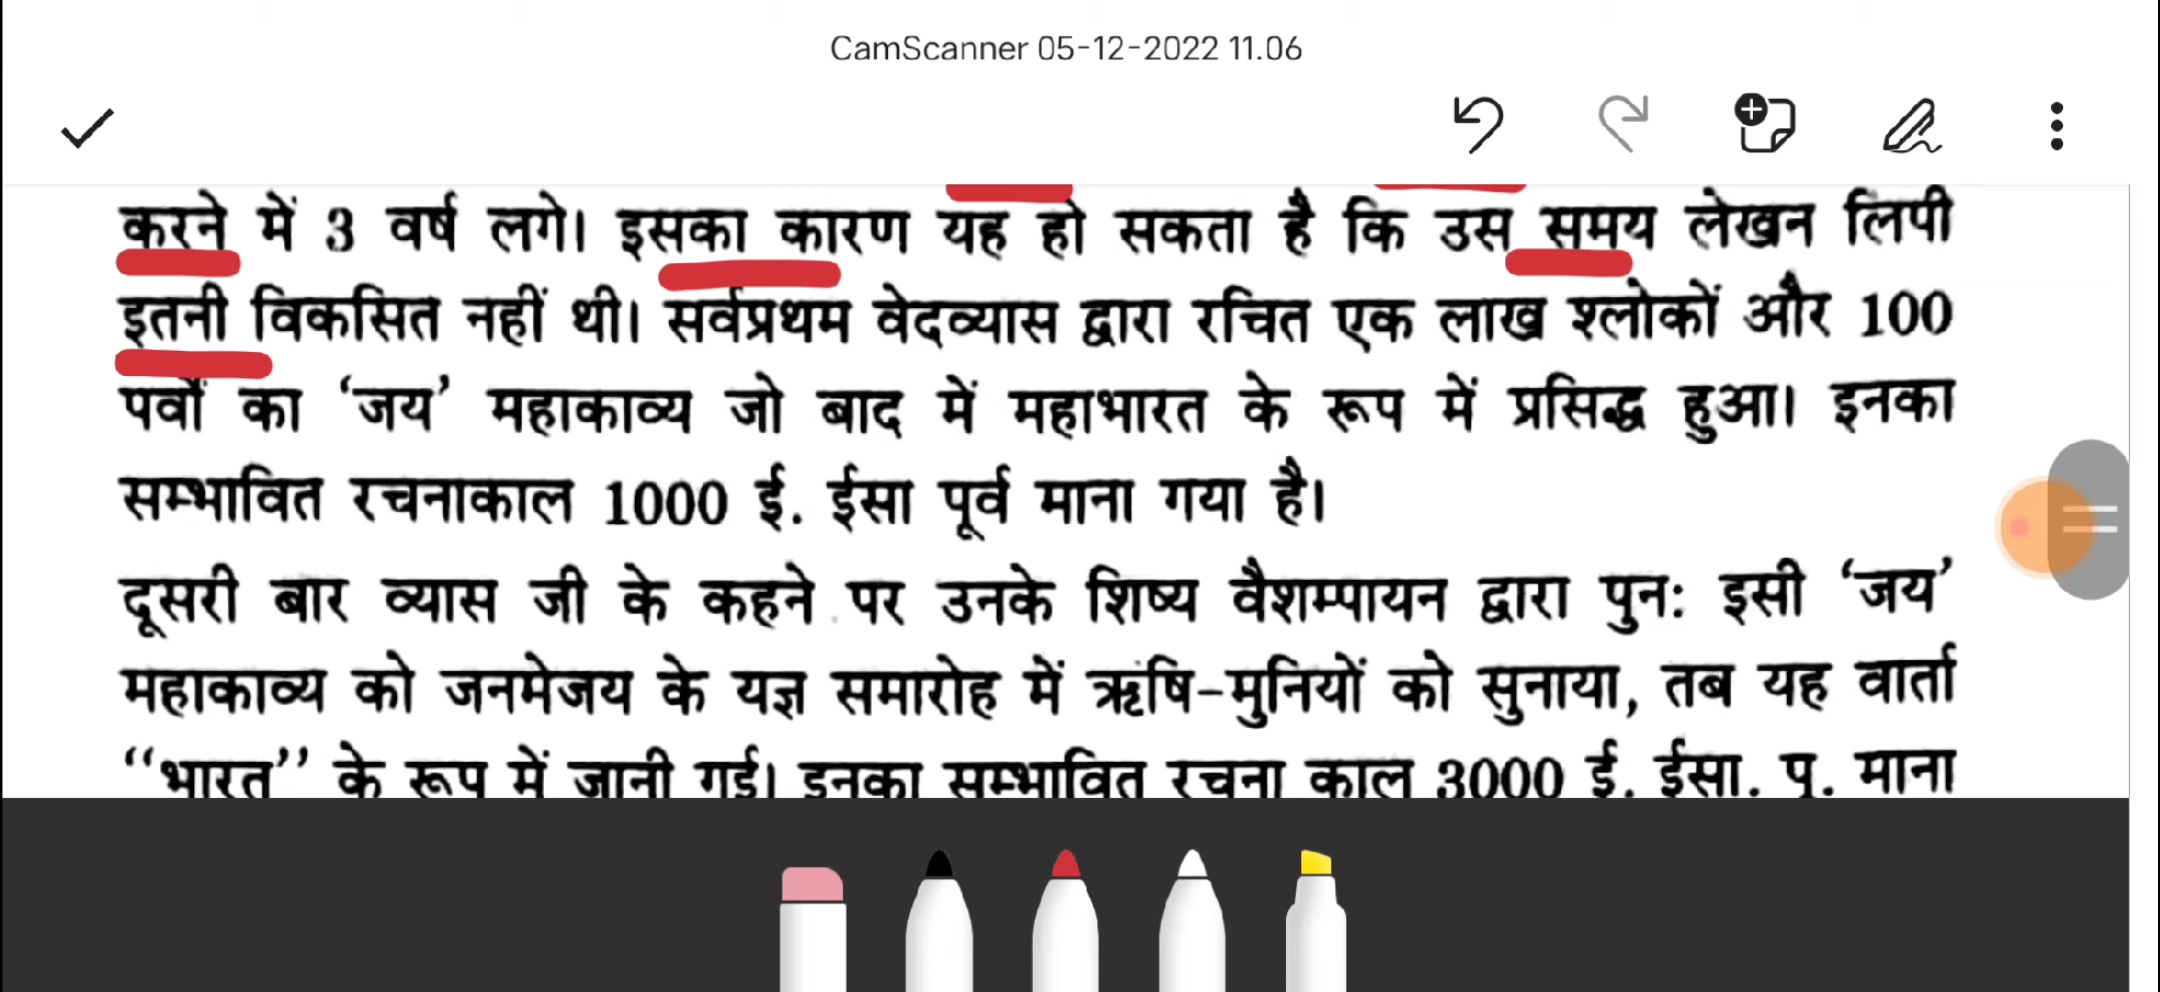 CamScanner 05-12-2022 11.06
करने में 3 वर्ष लगे। इसका कारण यह हो सकता है कि उस समय लेखन लिपी
इतनी विकसित नहीं थी। सर्वप्रथम वेदव्यास द्वारा रचित एक लाख श्लोकों और 100
पर्वों का ‘जय’ महाकाव्य जो बाद में महाभारत के रूप में प्रसिद्ध हुआ। इनका
सम्भावित रचनाकाल 1000 ई. ईसा पूर्व माना गया है।
दूसरी बार व्यास जी के कहने पर उनके शिष्य वैशम्पायन द्वारा पुन: इसी ‘जय’
महाकाव्य को जनमेजय के यज्ञ समारोह में ऋषि-मुनियों को सुनाया, तब यह वार्ता
‘‘भारत’’ के रूप में जानी गई। इनका सम्भावित रचना काल 3000 ई. ईसा. पू. माना